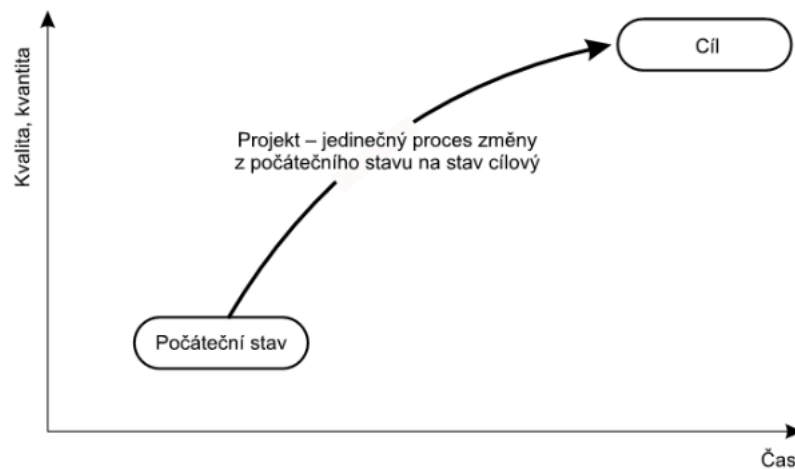 Cíl
Kvalita, kvantita
Projekt – jedinečný proces změny
z počátečního stavu na stav cílový
Počáteční stav
Čas